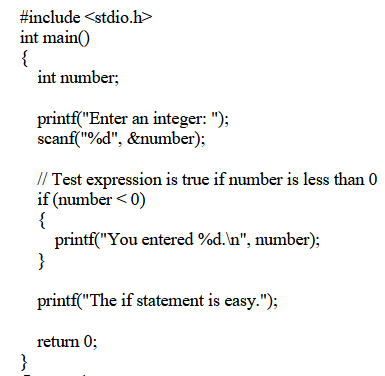 #include <stdio.h>
int main()
{
int number;
printf("Enter an integer: ");
scanf("%d", &number);
// Test expression is true if number is less than 0
if (number < 0)
{
printf("You entered %d.\n", number);
}
printf("The if statement is easy.");
return 0;
}